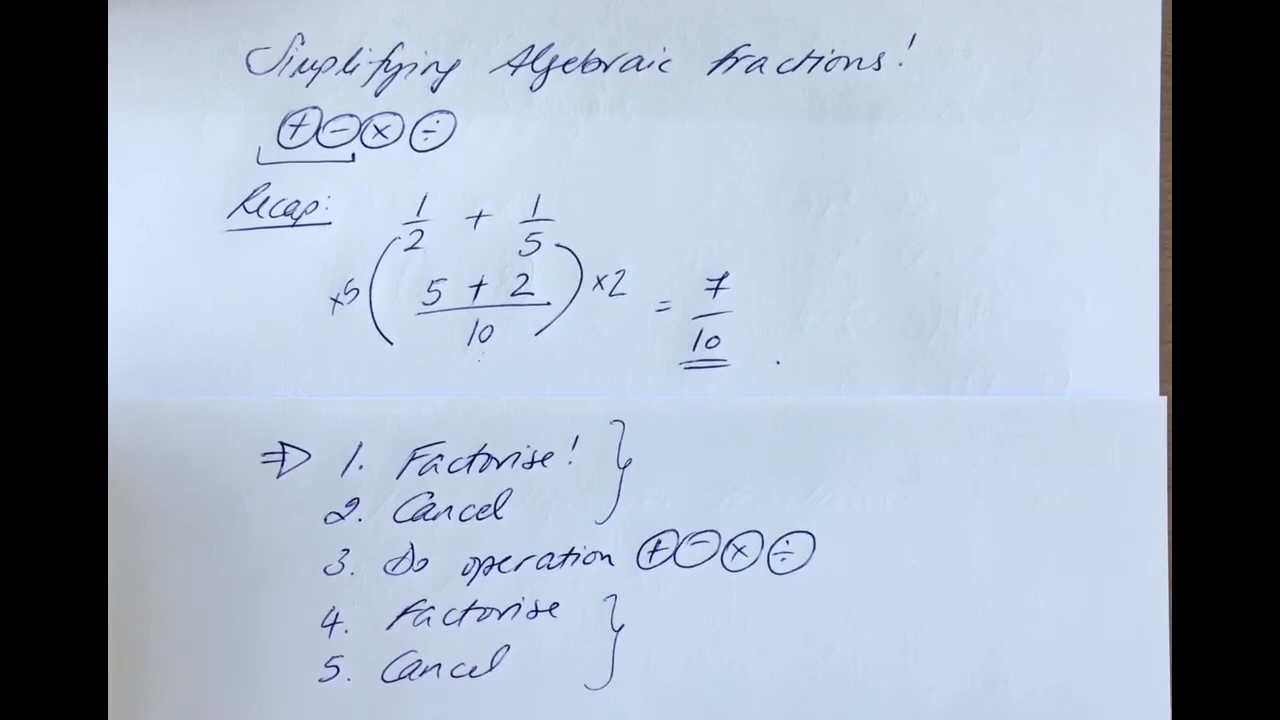 Simplifying Algebraic Fractions!
+ − × ÷
Recap:
1/2 + 1/5
×5 ( (5 + 2)/10 ) ×2 = 7/10
⇒ 1. Factorise! }
2. Cancel
3. Do operation + − × ÷
4. Factorise }
5. Cancel